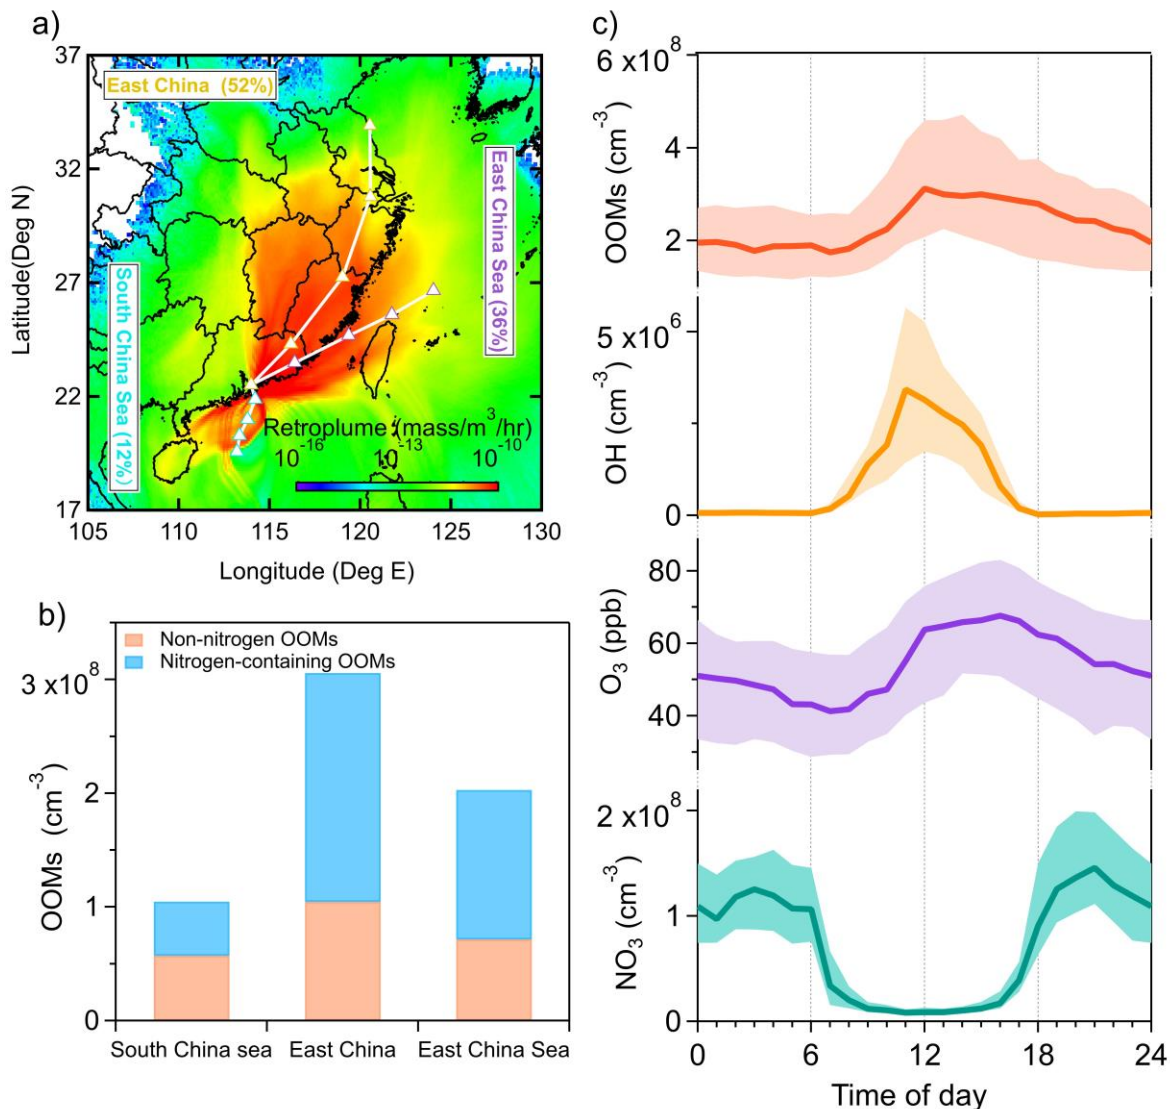 a)
37
32
27
22
17
Latitude(Deg N)
East China (52%)
East China Sea (36%)
South China Sea (12%)
Retroplume (mass/m³/hr)
10⁻¹⁶ 10⁻¹³ 10⁻¹⁰
105 110 115 120 125 130
Longitude (Deg E)
b)
Non-nitrogen OOMs
Nitrogen-containing OOMs
3 x10⁸
2
1
0
OOMs (cm⁻³)
South China sea East China East China Sea
c)
6 x10⁸
4
2
OOMs (cm⁻³)
5 x10⁶
0
OH (cm⁻³)
80
60
40
O₃ (ppb)
2 x10⁸
1
0
NO₃ (cm⁻³)
0 6 12 18 24
Time of day